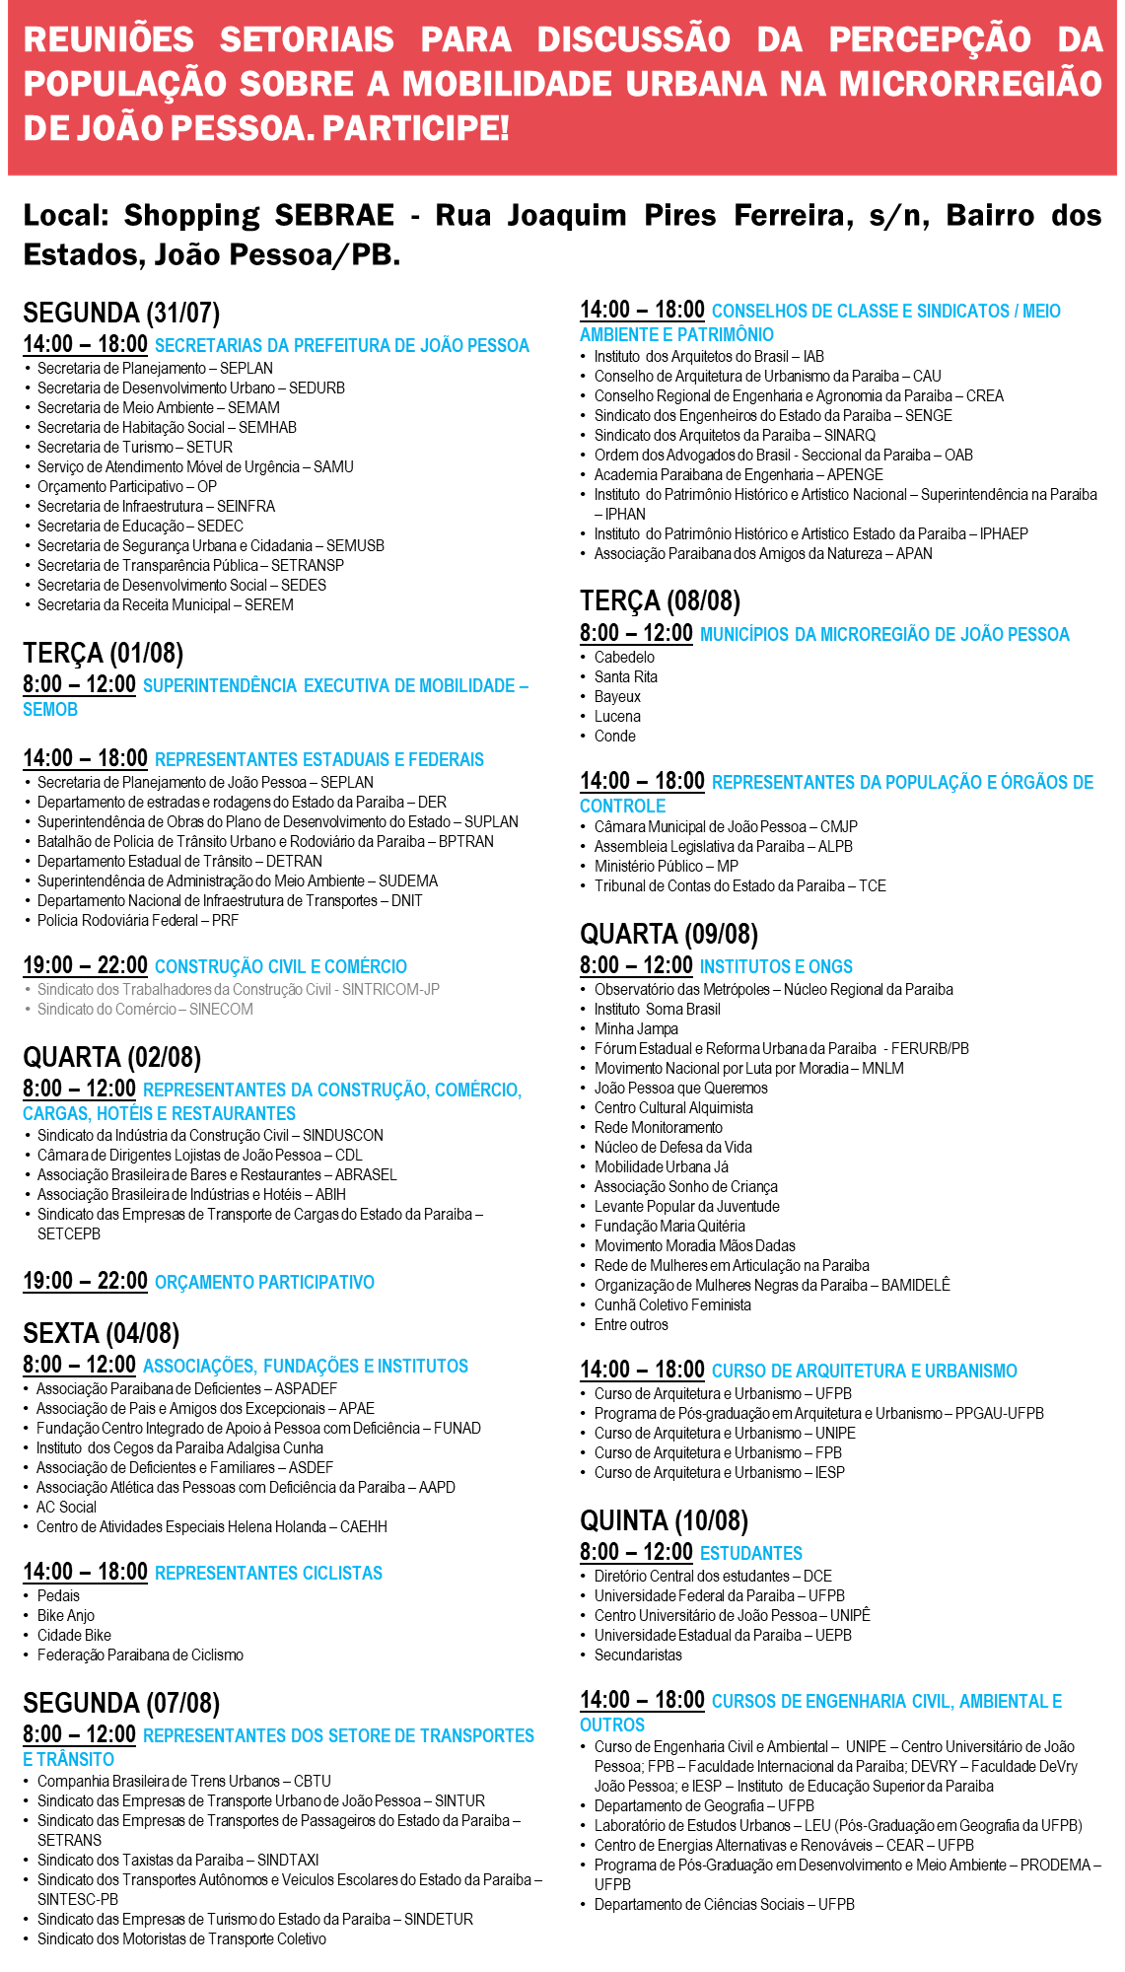 REUNIÕES SETORIAIS PARA DISCUSSÃO DA PERCEPÇÃO DA
POPULAÇÃO SOBRE A MOBILIDADE URBANA NA MICRORREGIÃO
DE JOÃO PESSOA. PARTICIPE!
Local: Shopping SEBRAE - Rua Joaquim Pires Ferreira, s/n, Bairro dos
Estados, João Pessoa/PB.
SEGUNDA (31/07)
14:00 – 18:00 SECRETARIAS DA PREFEITURA DE JOÃO PESSOA
• Secretaria de Planejamento – SEPLAN
• Secretaria de Desenvolvimento Urbano – SEDURB
• Secretaria de Meio Ambiente – SEMAM
• Secretaria de Habitação Social – SEMHAB
• Secretaria de Turismo – SETUR
• Serviço de Atendimento Móvel de Urgência – SAMU
• Orçamento Participativo – OP
• Secretaria de Infraestrutura – SEINFRA
• Secretaria de Educação – SEDEC
• Secretaria de Segurança Urbana e Cidadania – SEMUSB
• Secretaria de Transparência Pública – SETRANSP
• Secretaria de Desenvolvimento Social – SEDES
• Secretaria da Receita Municipal – SEREM
TERÇA (01/08)
8:00 – 12:00 SUPERINTENDÊNCIA EXECUTIVA DE MOBILIDADE –
SEMOB
14:00 – 18:00 REPRESENTANTES ESTADUAIS E FEDERAIS
• Secretaria de Planejamento de João Pessoa – SEPLAN
• Departamento de estradas e rodagens do Estado da Paraíba – DER
• Superintendência de Obras do Plano de Desenvolvimento do Estado – SUPLAN
• Batalhão de Polícia de Trânsito Urbano e Rodoviário da Paraíba – BPTRAN
• Departamento Estadual de Trânsito – DETRAN
• Superintendência de Administração do Meio Ambiente – SUDEMA
• Departamento Nacional de Infraestrutura de Transportes – DNIT
• Polícia Rodoviária Federal – PRF
19:00 – 22:00 CONSTRUÇÃO CIVIL E COMÉRCIO
• Sindicato dos Trabalhadores da Construção Civil - SINTRICOM-JP
• Sindicato do Comércio – SINECOM
QUARTA (02/08)
8:00 – 12:00 REPRESENTANTES DA CONSTRUÇÃO, COMÉRCIO,
CARGAS, HOTÉIS E RESTAURANTES
• Sindicato da Indústria da Construção Civil – SINDUSCON
• Câmara de Dirigentes Lojistas de João Pessoa – CDL
• Associação Brasileira de Bares e Restaurantes – ABRASEL
• Associação Brasileira de Indústrias e Hotéis – ABIH
• Sindicato das Empresas de Transporte de Cargas do Estado da Paraíba –
SETCEPB
19:00 – 22:00 ORÇAMENTO PARTICIPATIVO
SEXTA (04/08)
8:00 – 12:00 ASSOCIAÇÕES, FUNDAÇÕES E INSTITUTOS
• Associação Paraibana de Deficientes – ASPADEF
• Associação de Pais e Amigos dos Excepcionais – APAE
• Fundação Centro Integrado de Apoio à Pessoa com Deficiência – FUNAD
• Instituto dos Cegos da Paraíba Adalgisa Cunha
• Associação de Deficientes e Familiares – ASDEF
• Associação Atlética das Pessoas com Deficiência da Paraíba – AAPD
• AC Social
• Centro de Atividades Especiais Helena Holanda – CAEHH
14:00 – 18:00 REPRESENTANTES CICLISTAS
• Pedais
• Bike Anjo
• Cidade Bike
• Federação Paraibana de Ciclismo
SEGUNDA (07/08)
8:00 – 12:00 REPRESENTANTES DOS SETORE DE TRANSPORTES
E TRÂNSITO
• Companhia Brasileira de Trens Urbanos – CBTU
• Sindicato das Empresas de Transporte Urbano de João Pessoa – SINTUR
• Sindicato das Empresas de Transportes de Passageiros do Estado da Paraíba –
SETRANS
• Sindicato dos Taxistas da Paraíba – SINDTAXI
• Sindicato dos Transportes Autônomos e Veículos Escolares do Estado da Paraíba –
SINTESC-PB
• Sindicato das Empresas de Turismo do Estado da Paraíba – SINDETUR
• Sindicato dos Motoristas de Transporte Coletivo
14:00 – 18:00 CONSELHOS DE CLASSE E SINDICATOS / MEIO
AMBIENTE E PATRIMÔNIO
• Instituto dos Arquitetos do Brasil – IAB
• Conselho de Arquitetura de Urbanismo da Paraíba – CAU
• Conselho Regional de Engenharia e Agronomia da Paraíba – CREA
• Sindicato dos Engenheiros do Estado da Paraíba – SENGE
• Sindicato dos Arquitetos da Paraíba – SINARQ
• Ordem dos Advogados do Brasil - Seccional da Paraíba – OAB
• Academia Paraibana de Engenharia – APENGE
• Instituto do Patrimônio Histórico e Artístico Nacional – Superintendência na Paraíba
– IPHAN
• Instituto do Patrimônio Histórico e Artístico Estado da Paraíba – IPHAEP
• Associação Paraibana dos Amigos da Natureza – APAN
TERÇA (08/08)
8:00 – 12:00 MUNICÍPIOS DA MICROREGIÃO DE JOÃO PESSOA
• Cabedelo
• Santa Rita
• Bayeux
• Lucena
• Conde
14:00 – 18:00 REPRESENTANTES DA POPULAÇÃO E ÓRGÃOS DE
CONTROLE
• Câmara Municipal de João Pessoa – CMJP
• Assembleia Legislativa da Paraíba – ALPB
• Ministério Público – MP
• Tribunal de Contas do Estado da Paraíba – TCE
QUARTA (09/08)
8:00 – 12:00 INSTITUTOS E ONGS
• Observatório das Metrópoles – Núcleo Regional da Paraíba
• Instituto Soma Brasil
• Minha Jampa
• Fórum Estadual e Reforma Urbana da Paraíba - FERURB/PB
• Movimento Nacional por Luta por Moradia – MNLM
• João Pessoa que Queremos
• Centro Cultural Alquimista
• Rede Monitoramento
• Núcleo de Defesa da Vida
• Mobilidade Urbana Já
• Associação Sonho de Criança
• Levante Popular da Juventude
• Fundação Maria Quitéria
• Movimento Moradia Mãos Dadas
• Rede de Mulheres em Articulação na Paraíba
• Organização de Mulheres Negras da Paraíba – BAMIDELÊ
• Cunhã Coletivo Feminista
• Entre outros
14:00 – 18:00 CURSO DE ARQUITETURA E URBANISMO
• Curso de Arquitetura e Urbanismo – UFPB
• Programa de Pós-graduação em Arquitetura e Urbanismo – PPGAU-UFPB
• Curso de Arquitetura e Urbanismo – UNIPE
• Curso de Arquitetura e Urbanismo – FPB
• Curso de Arquitetura e Urbanismo – IESP
QUINTA (10/08)
8:00 – 12:00 ESTUDANTES
• Diretório Central dos estudantes – DCE
• Universidade Federal da Paraíba – UFPB
• Centro Universitário de João Pessoa – UNIPÊ
• Universidade Estadual da Paraíba – UEPB
• Secundaristas
14:00 – 18:00 CURSOS DE ENGENHARIA CIVIL, AMBIENTAL E
OUTROS
• Curso de Engenharia Civil e Ambiental – UNIPE – Centro Universitário de João
Pessoa; FPB – Faculdade Internacional da Paraíba; DEVRY – Faculdade DeVry
João Pessoa; e IESP – Instituto de Educação Superior da Paraíba
• Departamento de Geografia – UFPB
• Laboratório de Estudos Urbanos – LEU (Pós-Graduação em Geografia da UFPB)
• Centro de Energias Alternativas e Renováveis – CEAR – UFPB
• Programa de Pós-Graduação em Desenvolvimento e Meio Ambiente – PRODEMA –
UFPB
• Departamento de Ciências Sociais – UFPB